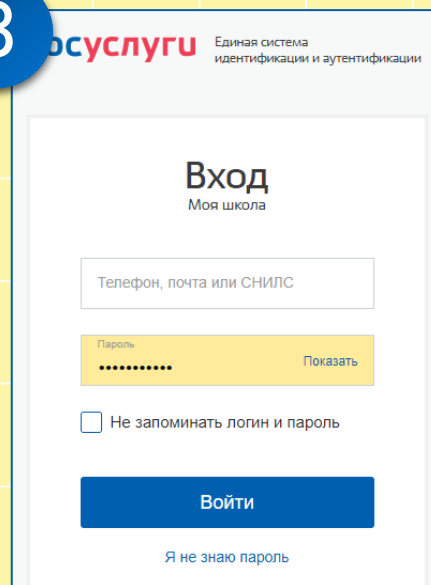 3
осуслуги
Единая система
идентификации и аутентификации
Вход
Моя школа
Телефон, почта или СНИЛС
Пароль
•••••••••••
Показать
Не запоминать логин и пароль
Войти
Я не знаю пароль